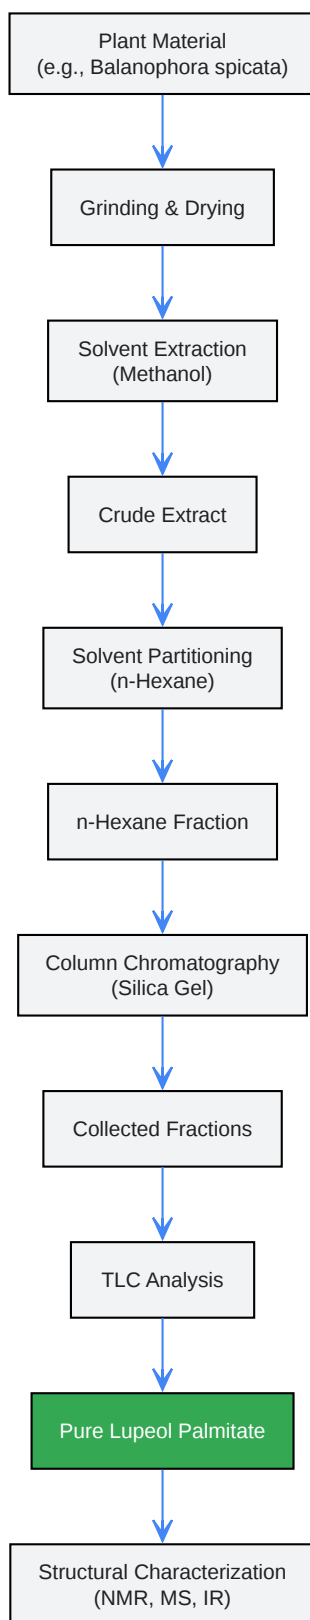 Plant Material
(e.g., Balanophora spicata)
Grinding & Drying
Solvent Extraction
(Methanol)
Crude Extract
Solvent Partitioning
(n-Hexane)
n-Hexane Fraction
Column Chromatography
(Silica Gel)
Collected Fractions
TLC Analysis
Pure Lupeol Palmitate
Structural Characterization
(NMR, MS, IR)